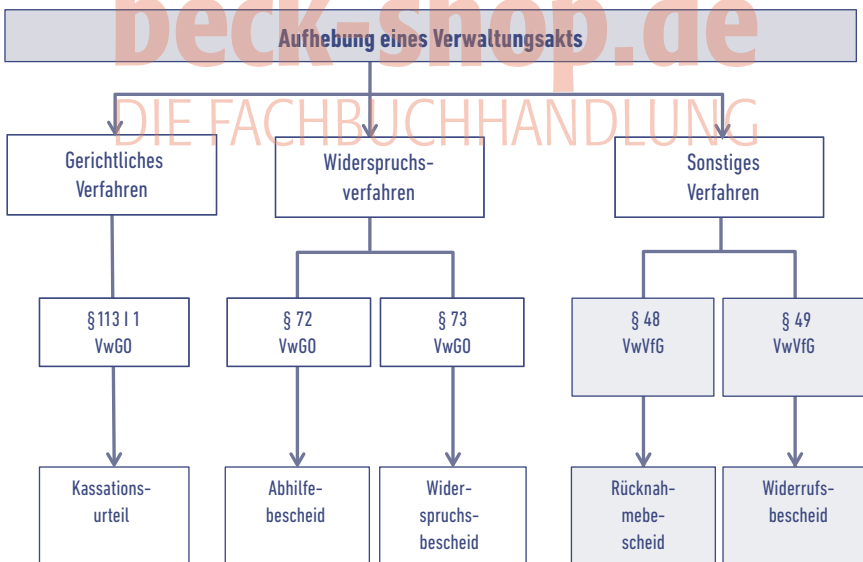 beck-shop.de
Aufhebung eines Verwaltungsakts
DIE FACHBUCHHANDLUNG
Gerichtliches
Verfahren
Widerspruchs-
verfahren
Sonstiges
Verfahren
§ 113 I 1
VwGO
§ 72
VwGO
§ 73
VwGO
§ 48
VwVfG
§ 49
VwVfG
Kassations-
urteil
Abhilfe-
bescheid
Wider-
spruchs-
bescheid
Rücknah-
mebe-
scheid
Widerrufs-
bescheid